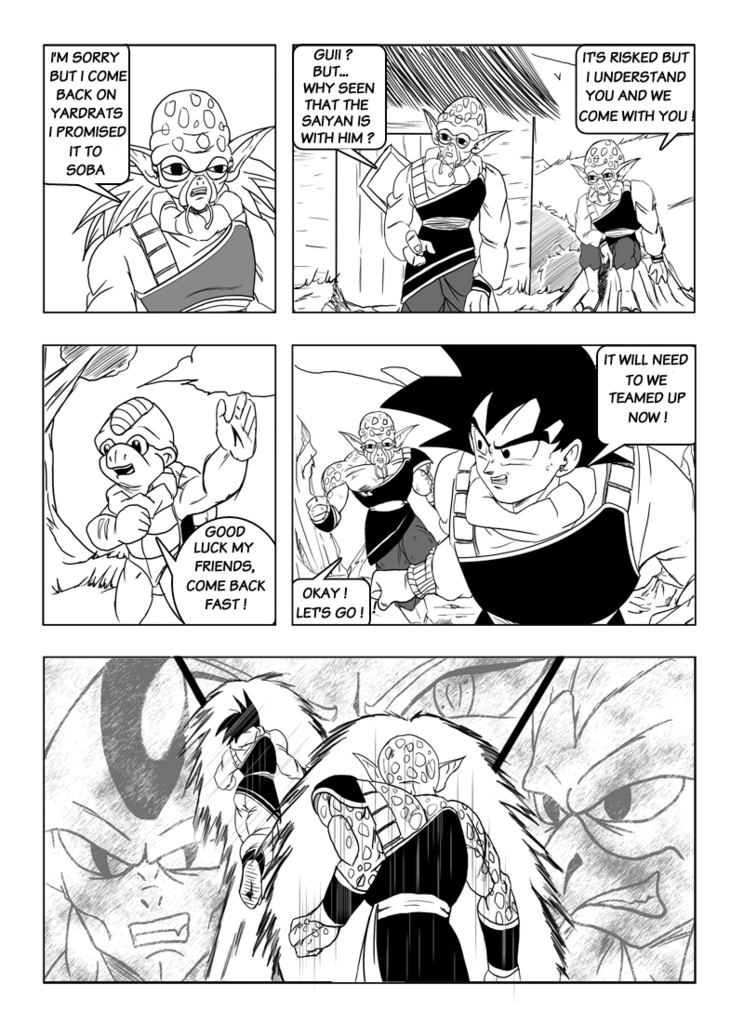 I'M SORRY
BUT I COME
BACK ON
YARDRATS
I PROMISED
IT TO
SOBA
GUII ?
BUT...
WHY SEEN
THAT THE
SAIYAN IS
WITH HIM ?
IT'S RISKED BUT
I UNDERSTAND
YOU AND WE
COME WITH YOU !
GOOD
LUCK MY
FRIENDS,
COME BACK
FAST !
IT WILL NEED
TO WE
TEAMED UP
NOW !
OKAY !
LET'S GO !